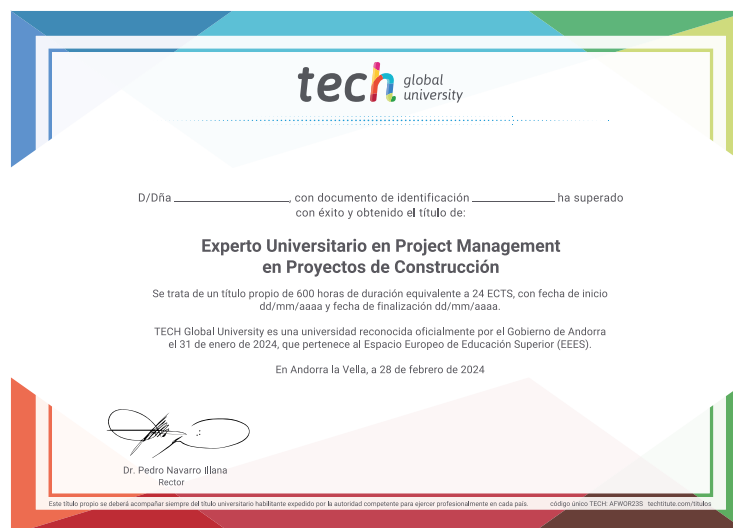 tech global university
D/Dña ____________________, con documento de identificación ______________ ha superado
con éxito y obtenido el título de:
Experto Universitario en Project Management
en Proyectos de Construcción
Se trata de un título propio de 600 horas de duración equivalente a 24 ECTS, con fecha de inicio
dd/mm/aaaa y fecha de finalización dd/mm/aaaa.
TECH Global University es una universidad reconocida oficialmente por el Gobierno de Andorra
el 31 de enero de 2024, que pertenece al Espacio Europeo de Educación Superior (EEES).
En Andorra la Vella, a 28 de febrero de 2024
Dr. Pedro Navarro Illana
Rector
Este título propio se deberá acompañar siempre del título universitario habilitante expedido por la autoridad competente para ejercer profesionalmente en cada país. código único TECH: AFWOR23S techtitute.com/titulos